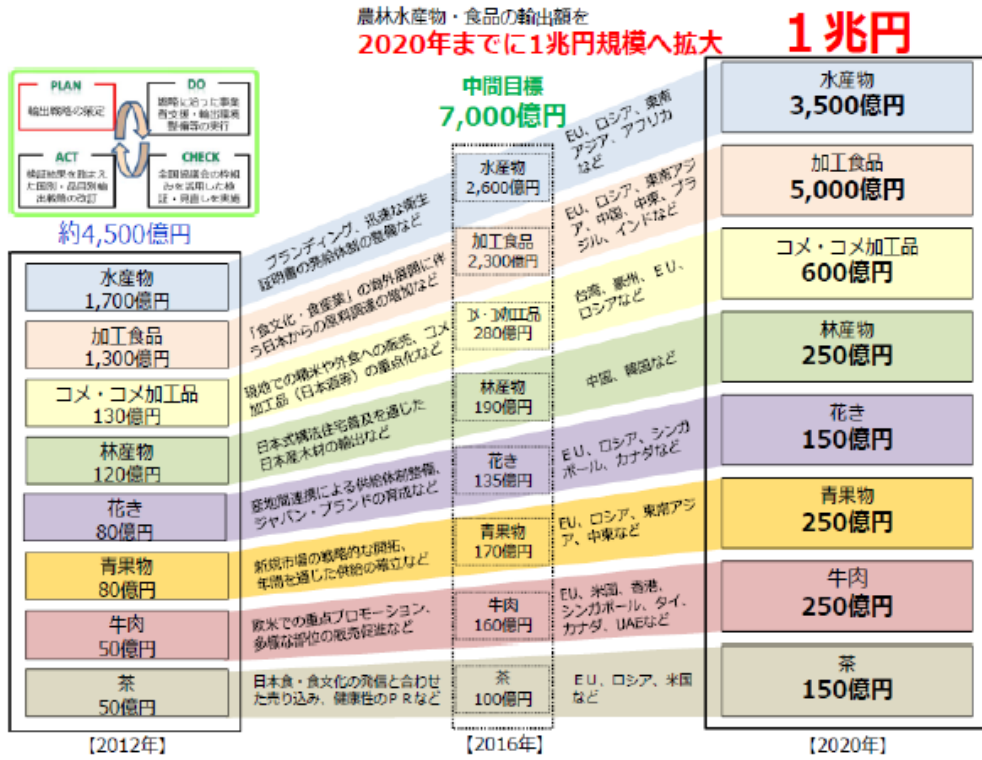 農林水産物・食品の輸出額を
2020年までに1兆円規模へ拡大
1兆円
PLAN
輸出戦略の策定
DO
戦略に沿った事業
者支援・輸出環境
整備等の実行
ACT
検証結果を踏まえ
た国別・品目別輸
出戦略の改訂
CHECK
全国協議会の枠組
みを活用した検
証・見直しを実施
約4,500億円
水産物
1,700億円
加工食品
1,300億円
コメ・コメ加工品
130億円
林産物
120億円
花き
80億円
青果物
80億円
牛肉
50億円
茶
50億円
【2012年】
ブランディング、迅速な衛生
証明書の発給体制の整備など
「食文化・食産業」の海外展開に伴
う日本からの原料調達の増加など
現地での精米や外食への販売、コメ
加工品(日本酒等)の重点化など
日本式構法住宅普及を通じた
日本産木材の輸出など
産地間連携による供給体制整備、
ジャパン・ブランドの育成など
新規市場の戦略的な開拓、
年間を通じた供給の確立など
欧米での重点プロモーション、
多様な部位の販売促進など
日本食・食文化の発信と合わせ
た売り込み、健康性のPRなど
中間目標
7,000億円
水産物
2,600億円
加工食品
2,300億円
コメ・コメ加工品
280億円
林産物
190億円
花き
135億円
青果物
170億円
牛肉
160億円
茶
100億円
【2016年】
EU、ロシア、東南
アジア、アフリカ
など
EU、ロシア、東南アジ
ア、中国、中東、ブラ
ジル、インドなど
台湾、豪州、EU、
ロシアなど
中国、韓国など
EU、ロシア、シンガ
ポール、カナダなど
EU、ロシア、東南アジ
ア、中東など
EU、米国、香港、
シンガポール、タイ、
カナダ、UAEなど
EU、ロシア、米国
など
水産物
3,500億円
加工食品
5,000億円
コメ・コメ加工品
600億円
林産物
250億円
花き
150億円
青果物
250億円
牛肉
250億円
茶
150億円
【2020年】